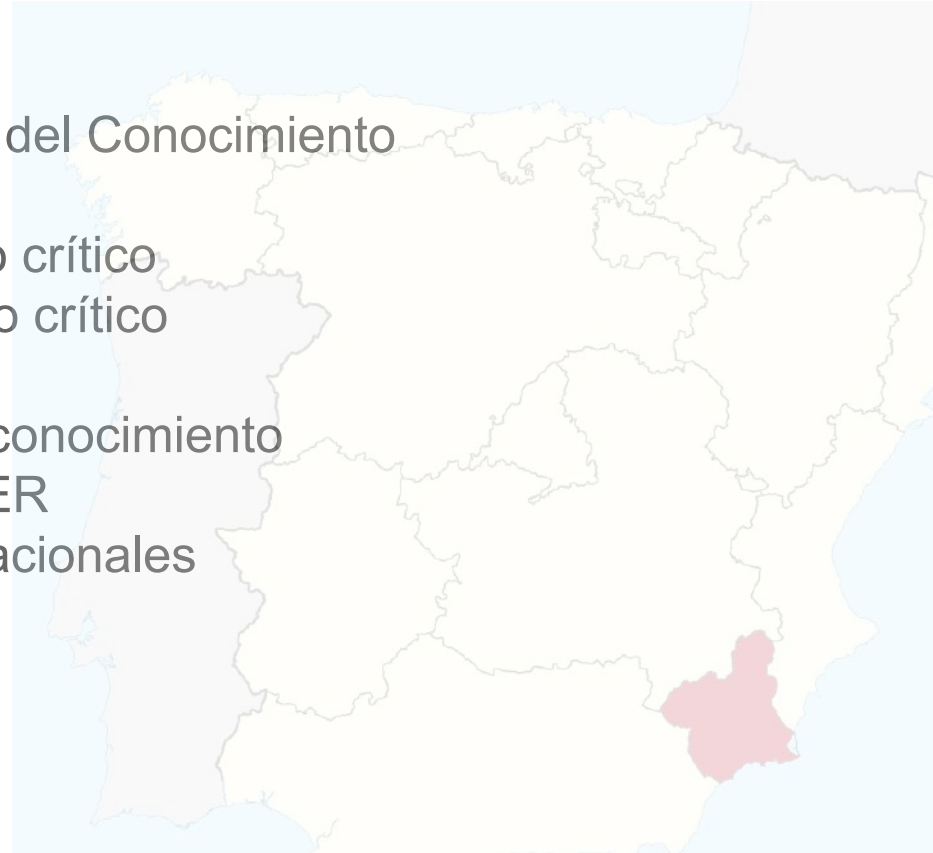 del Conocimiento
crítico
o crítico
conocimiento
ER
acionales